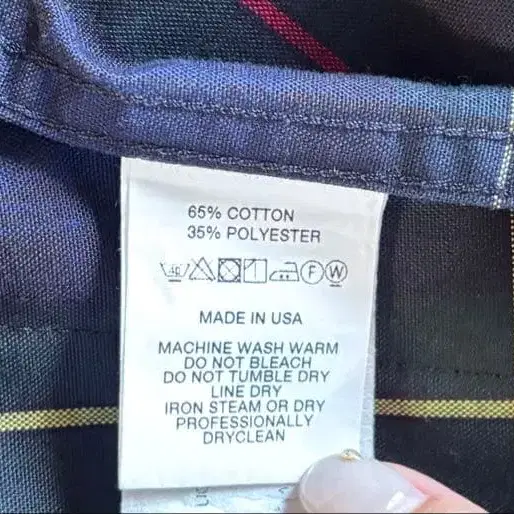 65% COTTON
35% POLYESTER
40 F W
MADE IN USA
MACHINE WASH WARM
DO NOT BLEACH
DO NOT TUMBLE DRY
LINE DRY
IRON STEAM OR DRY
PROFESSIONALLY
DRYCLEAN